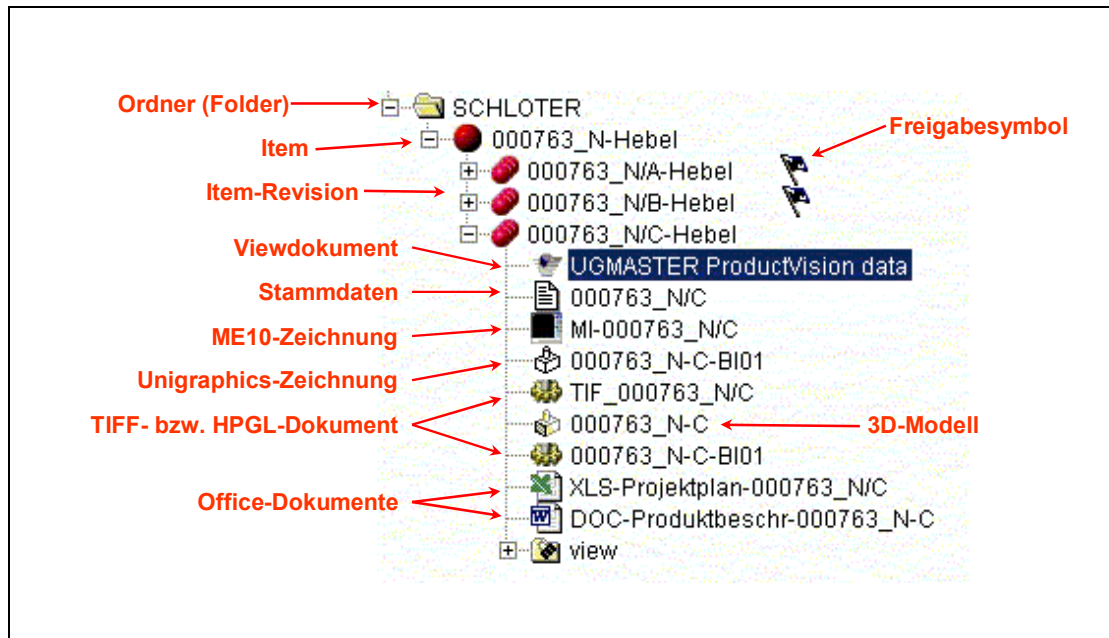 Ordner (Folder) SCHLOTER
Item 000763_N-Hebel Freigabesymbol
000763_N/A-Hebel
Item-Revision 000763_N/B-Hebel
000763_N/C-Hebel
Viewdokument UGMASTER ProductVision data
Stammdaten 000763_N/C
ME10-Zeichnung MI-000763_N/C
Unigraphics-Zeichnung 000763_N-C-BI01
TIF_000763_N/C
TIFF- bzw. HPGL-Dokument 000763_N-C 3D-Modell
000763_N-C-BI01
Office-Dokumente XLS-Projektplan-000763_N/C
DOC-Produktbeschr-000763_N-C
view